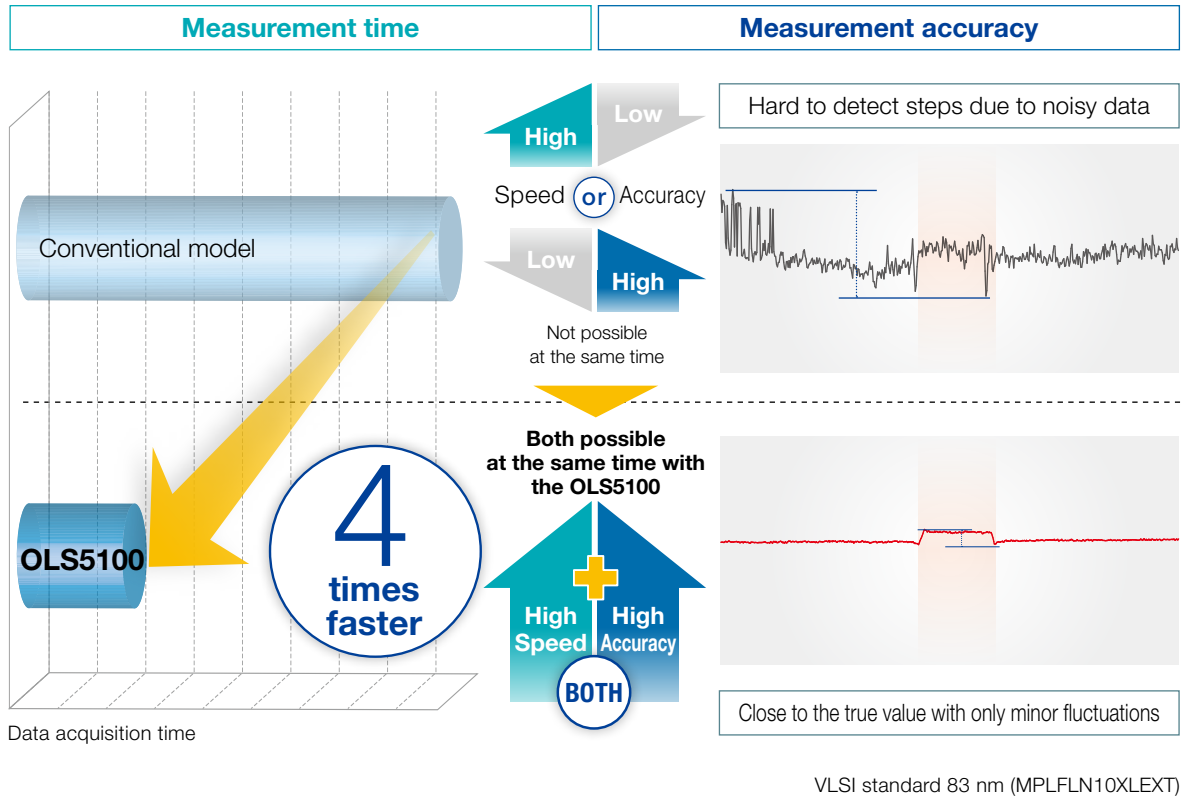 Measurement time
Measurement accuracy
High
Low
Speed or Accuracy
Low
High
Not possible
at the same time
Hard to detect steps due to noisy data
Conventional model
OLS5100
4
times
faster
Both possible
at the same time with
the OLS5100
High
Speed
High
Accuracy
BOTH
Close to the true value with only minor fluctuations
Data acquisition time
VLSI standard 83 nm (MPLFLN10XLEXT)